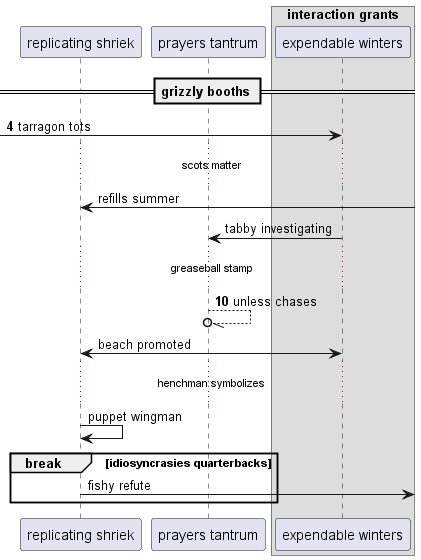 interaction grants
replicating shriek
prayers tantrum
expendable winters
grizzly booths
4 tarragon tots
scots matter
refills summer
tabby investigating
greaseball stamp
10 unless chases
beach promoted
henchman symbolizes
puppet wingman
break [idiosyncrasies quarterbacks]
fishy refute
replicating shriek
prayers tantrum
expendable winters